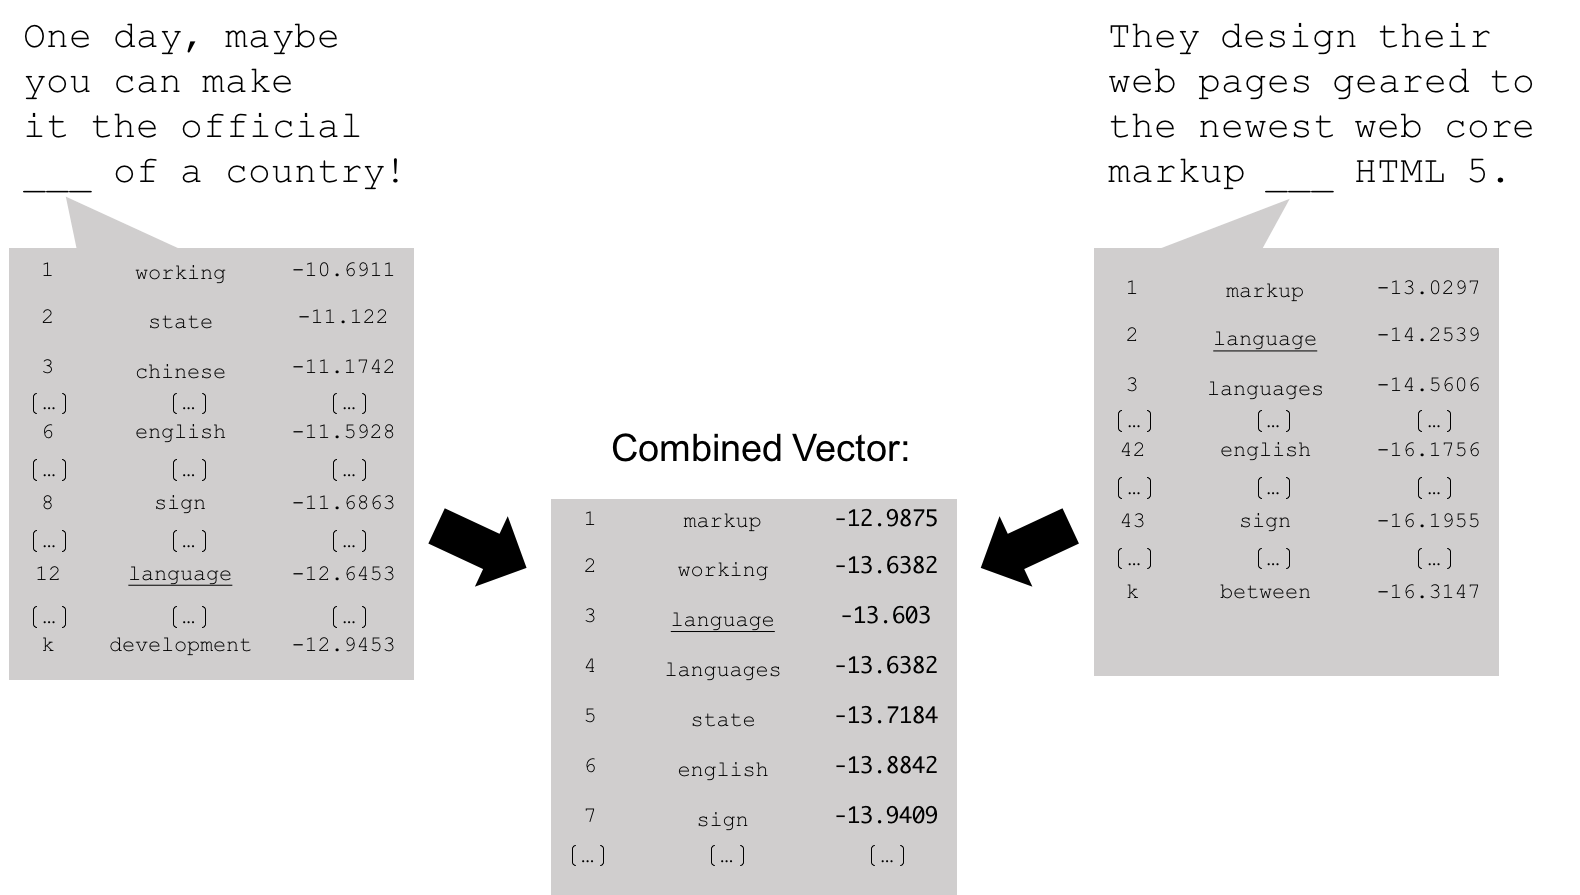 One day, maybe
you can make
it the official
___ of a country!
1 working -10.6911
2 state -11.122
3 chinese -11.1742
(…) (…) (…)
6 english -11.5928
(…) (…) (…)
8 sign -11.6863
(…) (…) (…)
12 language -12.6453
(…) (…) (…)
k development -12.9453
Combined Vector:
1 markup -12.9875
2 working -13.6382
3 language -13.603
4 languages -13.6382
5 state -13.7184
6 english -13.8842
7 sign -13.9409
(…) (…) (…)
They design their
web pages geared to
the newest web core
markup ___ HTML 5.
1 markup -13.0297
2 language -14.2539
3 languages -14.5606
(…) (…) (…)
42 english -16.1756
(…) (…) (…)
43 sign -16.1955
(…) (…) (…)
k between -16.3147